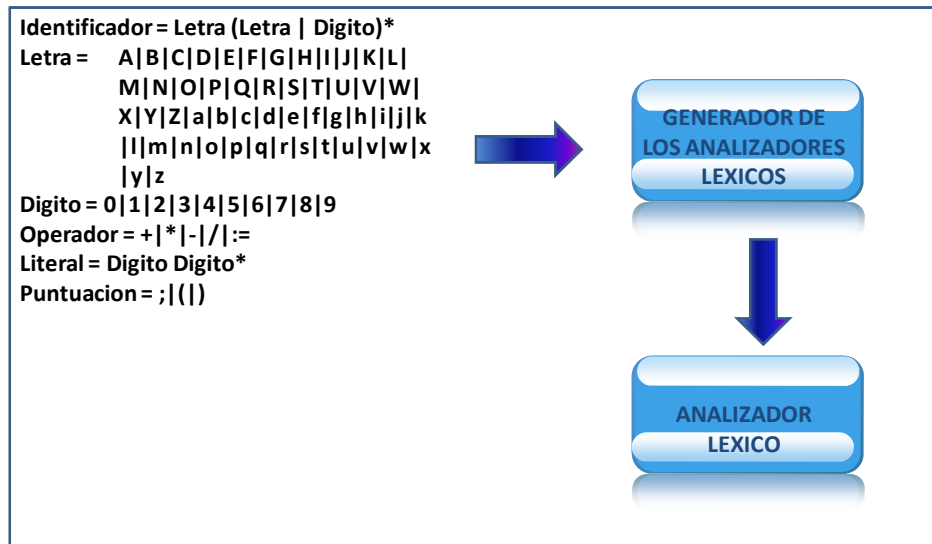 Identificador = Letra (Letra | Digito)*
Letra = A|B|C|D|E|F|G|H|I|J|K|L|
M|N|O|P|Q|R|S|T|U|V|W|
X|Y|Z|a|b|c|d|e|f|g|h|i|j|k
|l|m|n|o|p|q|r|s|t|u|v|w|x
|y|z
Digito = 0|1|2|3|4|5|6|7|8|9
Operador = +|*|-|/|:=
Literal = Digito Digito*
Puntuacion = ;|(|)
GENERADOR DE
LOS ANALIZADORES
LEXICOS
ANALIZADOR
LEXICO